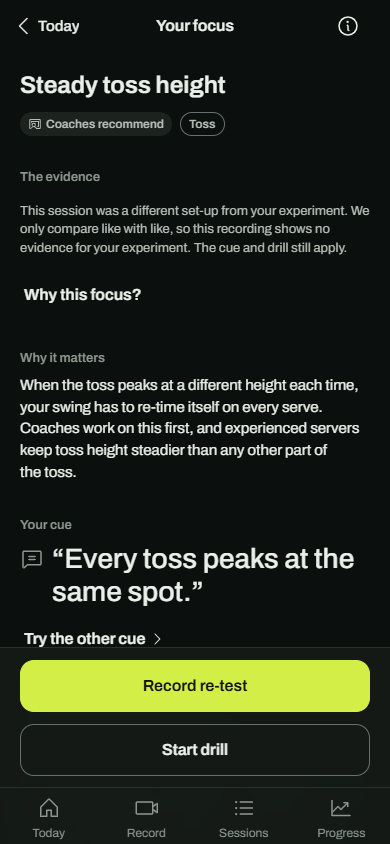 Today
Your focus
Steady toss height
Coaches recommend
Toss
The evidence
This session was a different set-up from your experiment. We
only compare like with like, so this recording shows no
evidence for your experiment. The cue and drill still apply.
Why this focus?
Why it matters
When the toss peaks at a different height each time,
your swing has to re-time itself on every serve.
Coaches work on this first, and experienced servers
keep toss height steadier than any other part of
the toss.
Your cue
“Every toss peaks at the
same spot.”
Try the other cue
Record re-test
Start drill
Today
Record
Sessions
Progress